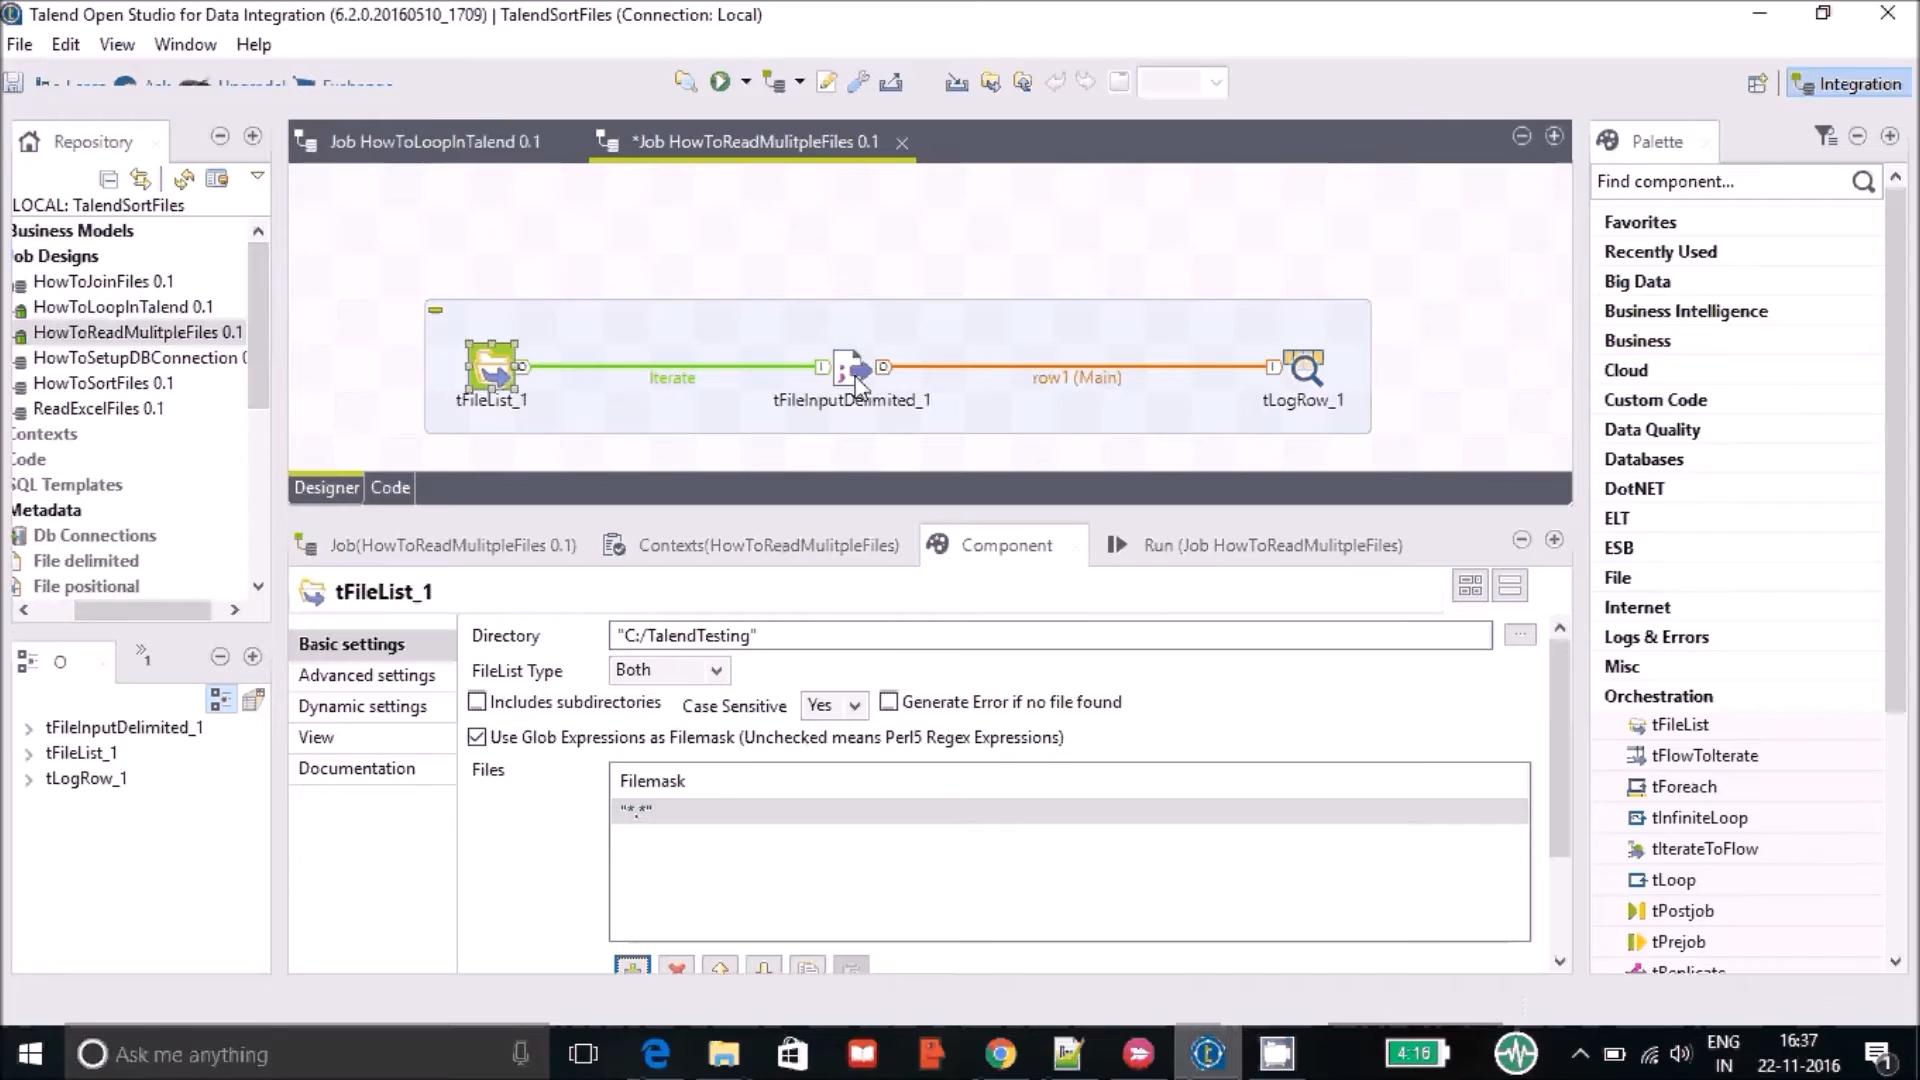 Talend Open Studio for Data Integration (6.2.0.20160510_1709) | TalendSortFiles (Connection: Local)
File Edit View Window Help
Integration
Repository
LOCAL: TalendSortFiles
Business Models
Job Designs
HowToJoinFiles 0.1
HowToLoopInTalend 0.1
HowToReadMulitpleFiles 0.1
HowToSetupDBConnection
HowToSortFiles 0.1
ReadExcelFiles 0.1
Contexts
Code
SQL Templates
Metadata
Db Connections
File delimited
File positional
O
1
tFileInputDelimited_1
tFileList_1
tLogRow_1
Job HowToLoopInTalend 0.1
*Job HowToReadMulitpleFiles 0.1
Iterate
row1 (Main)
tFileList_1
tFileInputDelimited_1
tLogRow_1
Designer Code
Job(HowToReadMulitpleFiles 0.1)
Contexts(HowToReadMulitpleFiles)
Component
Run (Job HowToReadMulitpleFiles)
tFileList_1
Basic settings
Advanced settings
Dynamic settings
View
Documentation
Directory "C:/TalendTesting" ...
FileList Type Both
Includes subdirectories Case Sensitive Yes Generate Error if no file found
Use Glob Expressions as Filemask (Unchecked means Perl5 Regex Expressions)
Files
Filemask
"*.*"
Palette
Find component...
Favorites
Recently Used
Big Data
Business Intelligence
Business
Cloud
Custom Code
Data Quality
Databases
DotNET
ELT
ESB
File
Internet
Logs & Errors
Misc
Orchestration
tFileList
tFlowToIterate
tForeach
tInfiniteLoop
tIterateToFlow
tLoop
tPostjob
tPrejob
tReplicate
Ask me anything
4:16
ENG
IN
16:37
22-11-2016
1